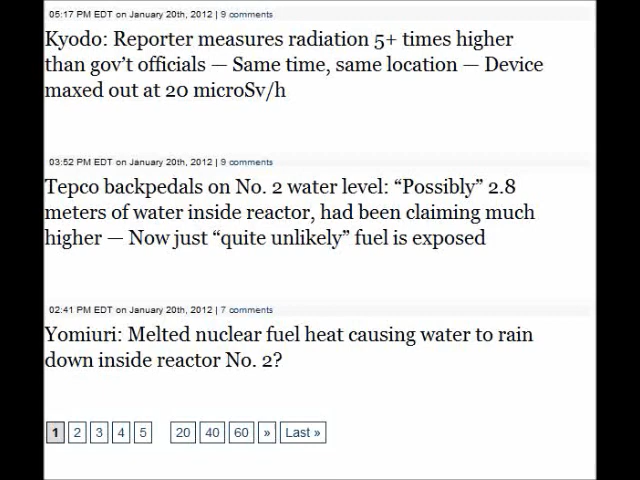 05:17 PM EDT on January 20th, 2012 | 9 comments
Kyodo: Reporter measures radiation 5+ times higher
than gov’t officials — Same time, same location — Device
maxed out at 20 microSv/h
03:52 PM EDT on January 20th, 2012 | 9 comments
Tepco backpedals on No. 2 water level: “Possibly” 2.8
meters of water inside reactor, had been claiming much
higher — Now just “quite unlikely” fuel is exposed
02:41 PM EDT on January 20th, 2012 | 7 comments
Yomiuri: Melted nuclear fuel heat causing water to rain
down inside reactor No. 2?
1 2 3 4 5 20 40 60 » Last »